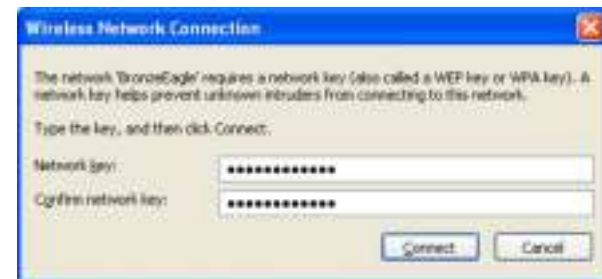 Wireless Network Connection
The network 'BronzeEagle' requires a network key (also called a WEP key or WPA key). A
network key helps prevent unknown intruders from connecting to this network.
Type the key, and then click Connect.
Network key: ●●●●●●●●●●●●
Confirm network key: ●●●●●●●●●●●●
Connect Cancel